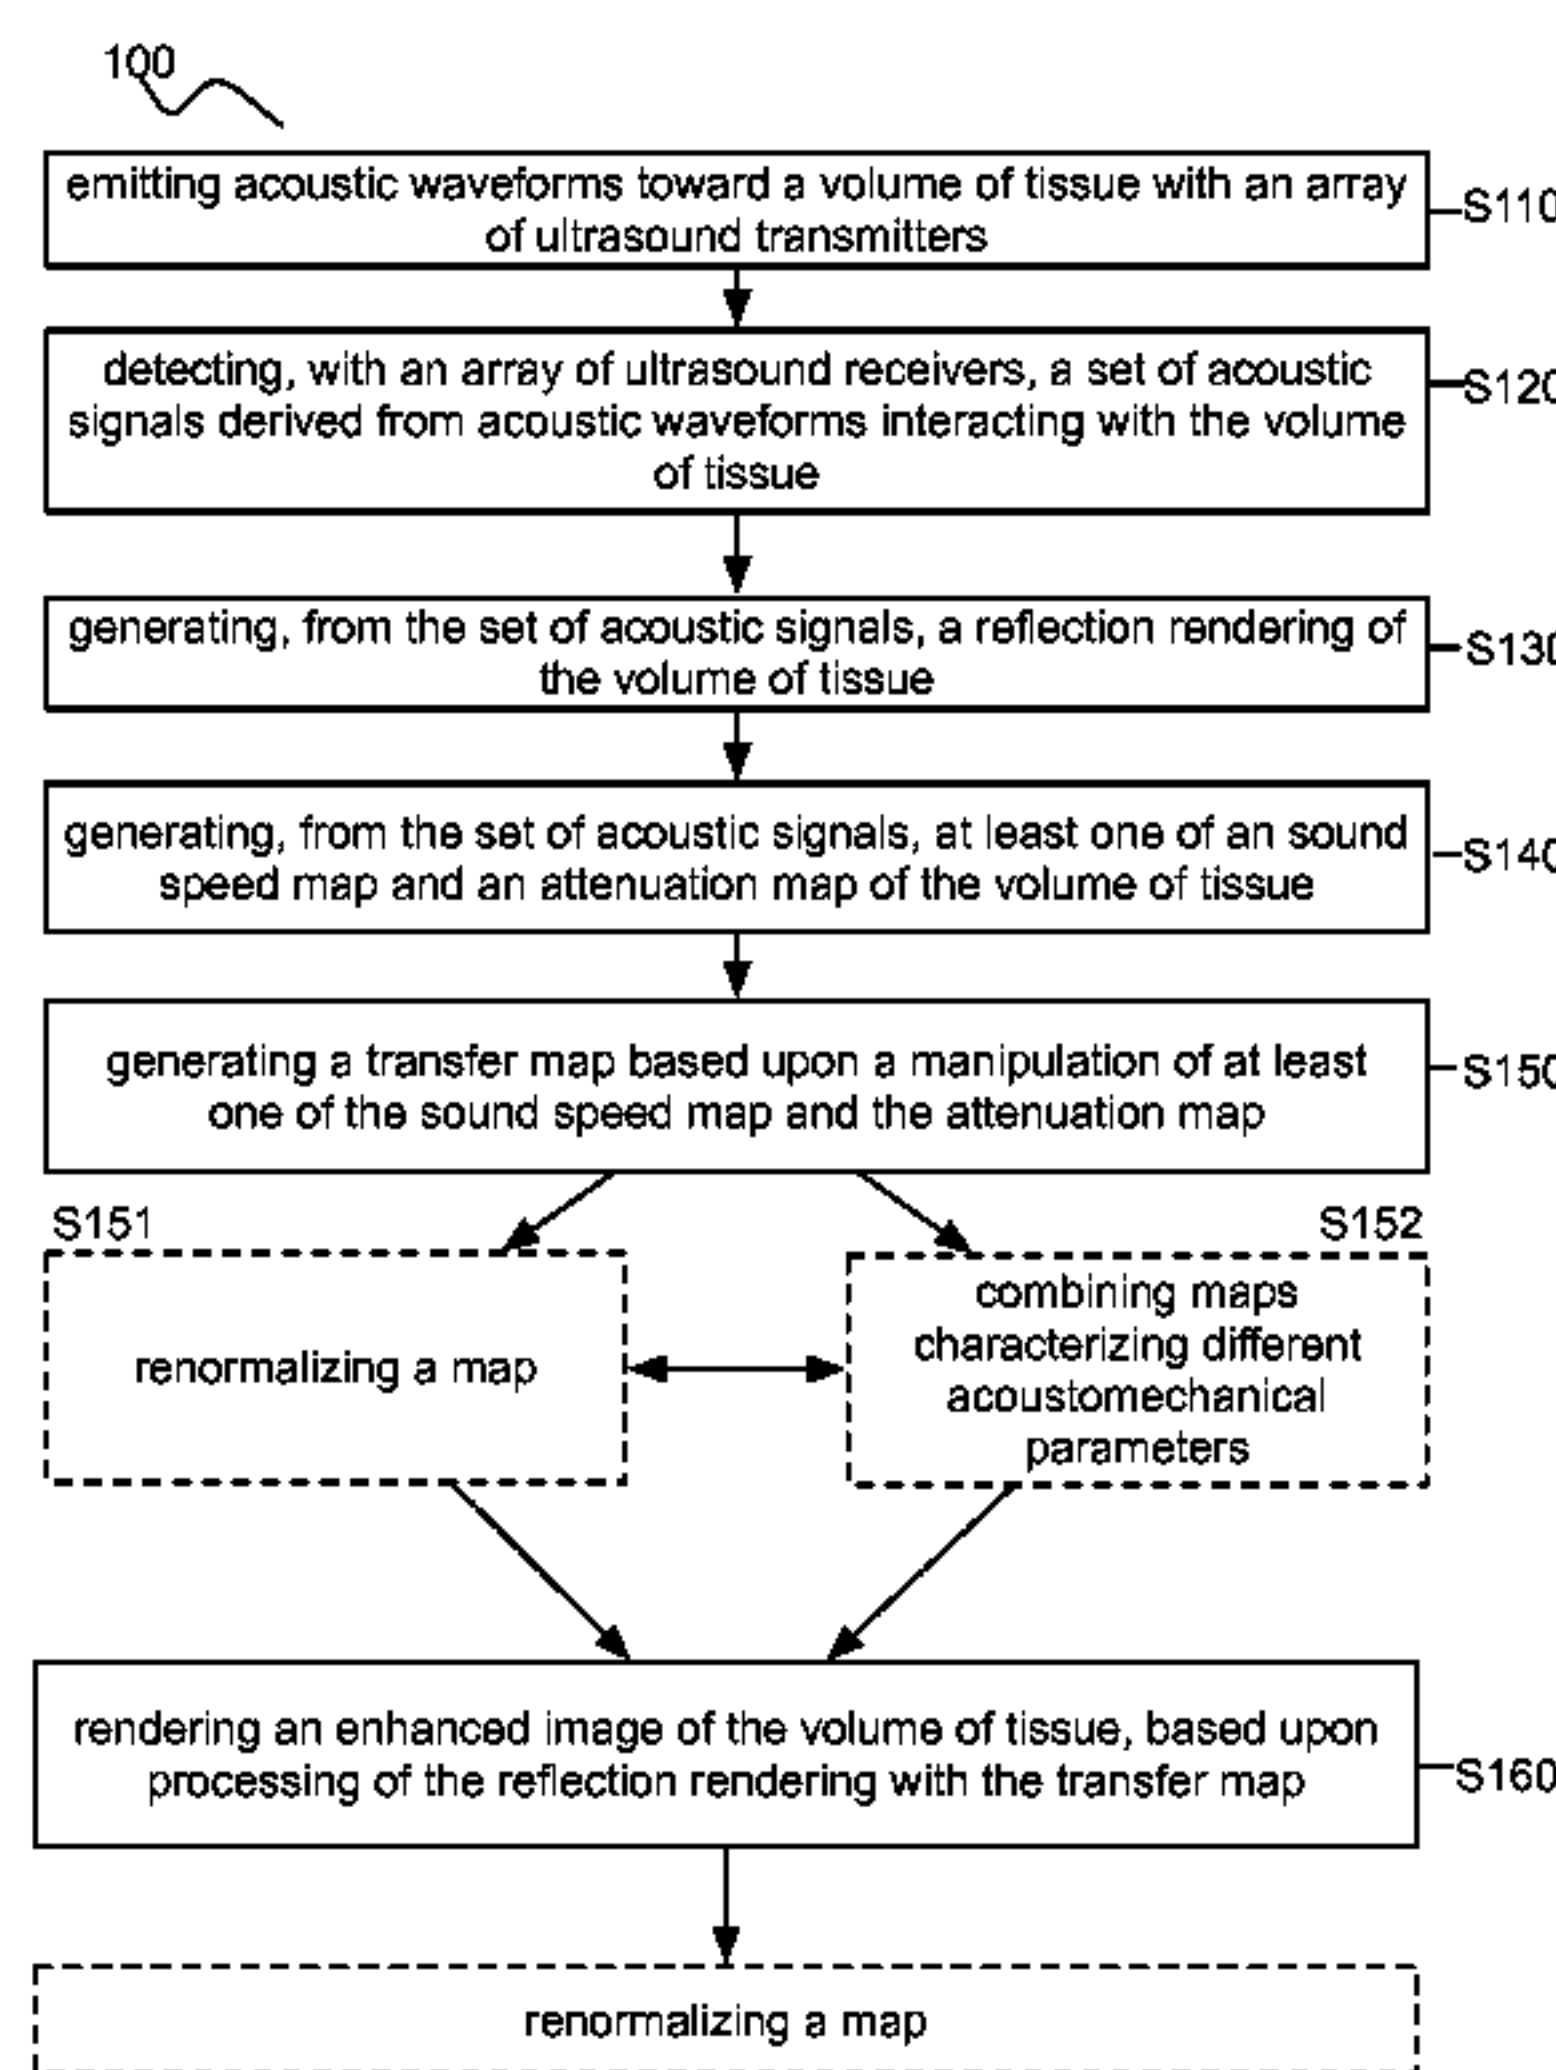 100
emitting acoustic waveforms toward a volume of tissue with an array
of ultrasound transmitters
S110
detecting, with an array of ultrasound receivers, a set of acoustic
signals derived from acoustic waveforms interacting with the volume
of tissue
S120
generating, from the set of acoustic signals, a reflection rendering of
the volume of tissue
S130
generating, from the set of acoustic signals, at least one of an sound
speed map and an attenuation map of the volume of tissue
S140
generating a transfer map based upon a manipulation of at least
one of the sound speed map and the attenuation map
S150
S151
S152
renormalizing a map
combining maps
characterizing different
acoustomechanical
parameters
rendering an enhanced image of the volume of tissue, based upon
processing of the reflection rendering with the transfer map
S160
renormalizing a map